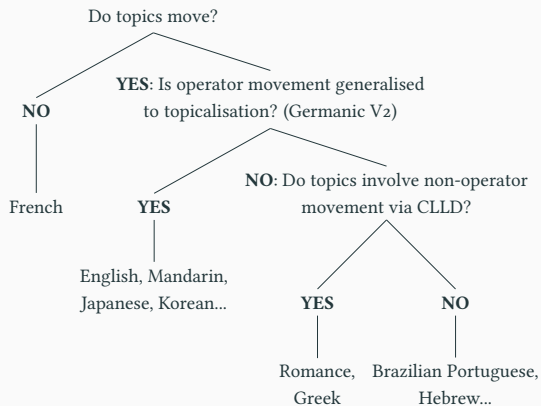 Do topics move?
YES: Is operator movement generalised
to topicalisation? (Germanic V2)
NO
NO: Do topics involve non-operator
movement via CLLD?
French
YES
English, Mandarin,
Japanese, Korean...
YES
NO
Romance,
Greek
Brazilian Portuguese,
Hebrew...